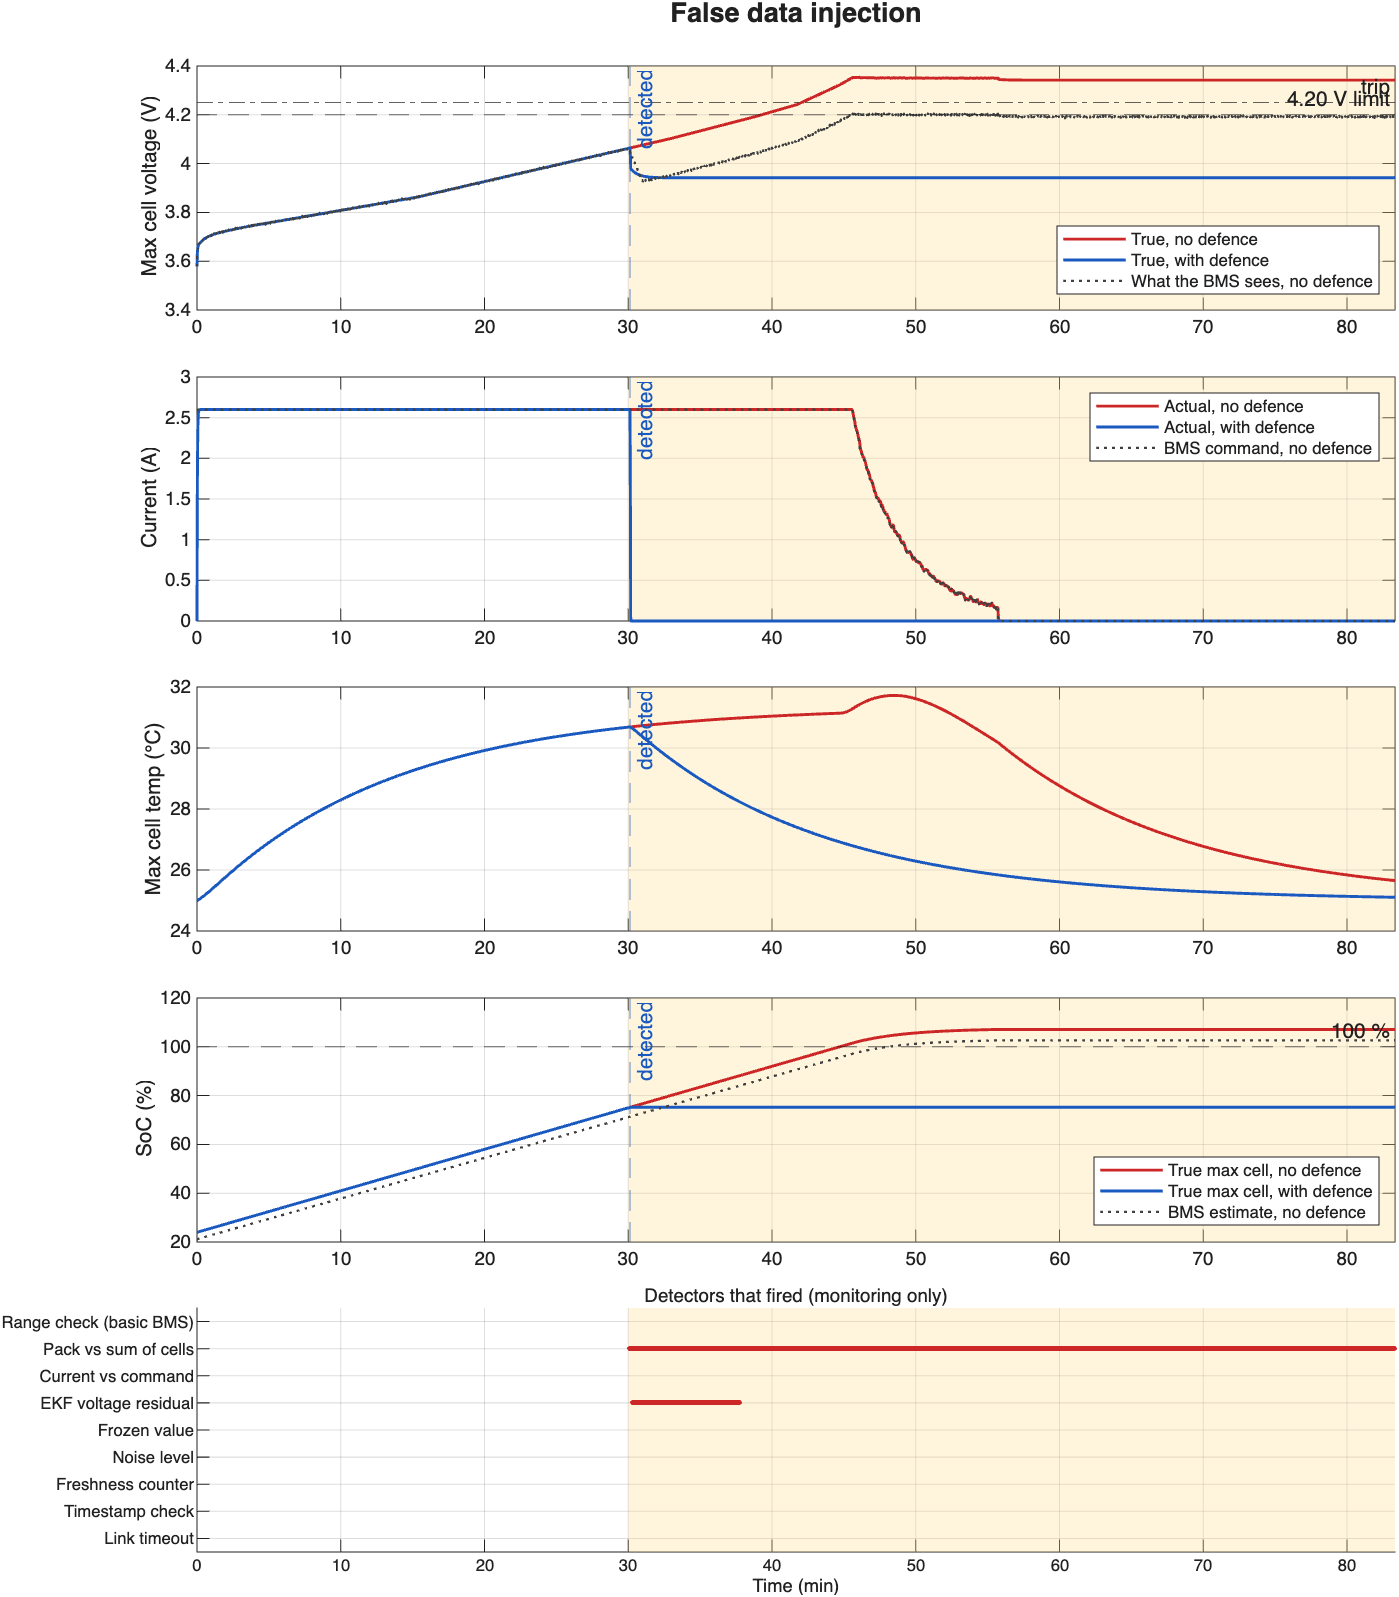 False data injection
4.4
4.2
4
3.8
3.6
3.4
Max cell voltage (V)
detected
trip
4.20 V limit
True, no defence
True, with defence
What the BMS sees, no defence
0 10 20 30 40 50 60 70 80
3
2.5
2
1.5
1
0.5
0
Current (A)
detected
Actual, no defence
Actual, with defence
BMS command, no defence
0 10 20 30 40 50 60 70 80
32
30
28
26
24
Max cell temp (°C)
detected
0 10 20 30 40 50 60 70 80
120
100
80
60
40
20
SoC (%)
detected
100 %
True max cell, no defence
True max cell, with defence
BMS estimate, no defence
0 10 20 30 40 50 60 70 80
Detectors that fired (monitoring only)
Range check (basic BMS)
Pack vs sum of cells
Current vs command
EKF voltage residual
Frozen value
Noise level
Freshness counter
Timestamp check
Link timeout
0 10 20 30 40 50 60 70 80
Time (min)